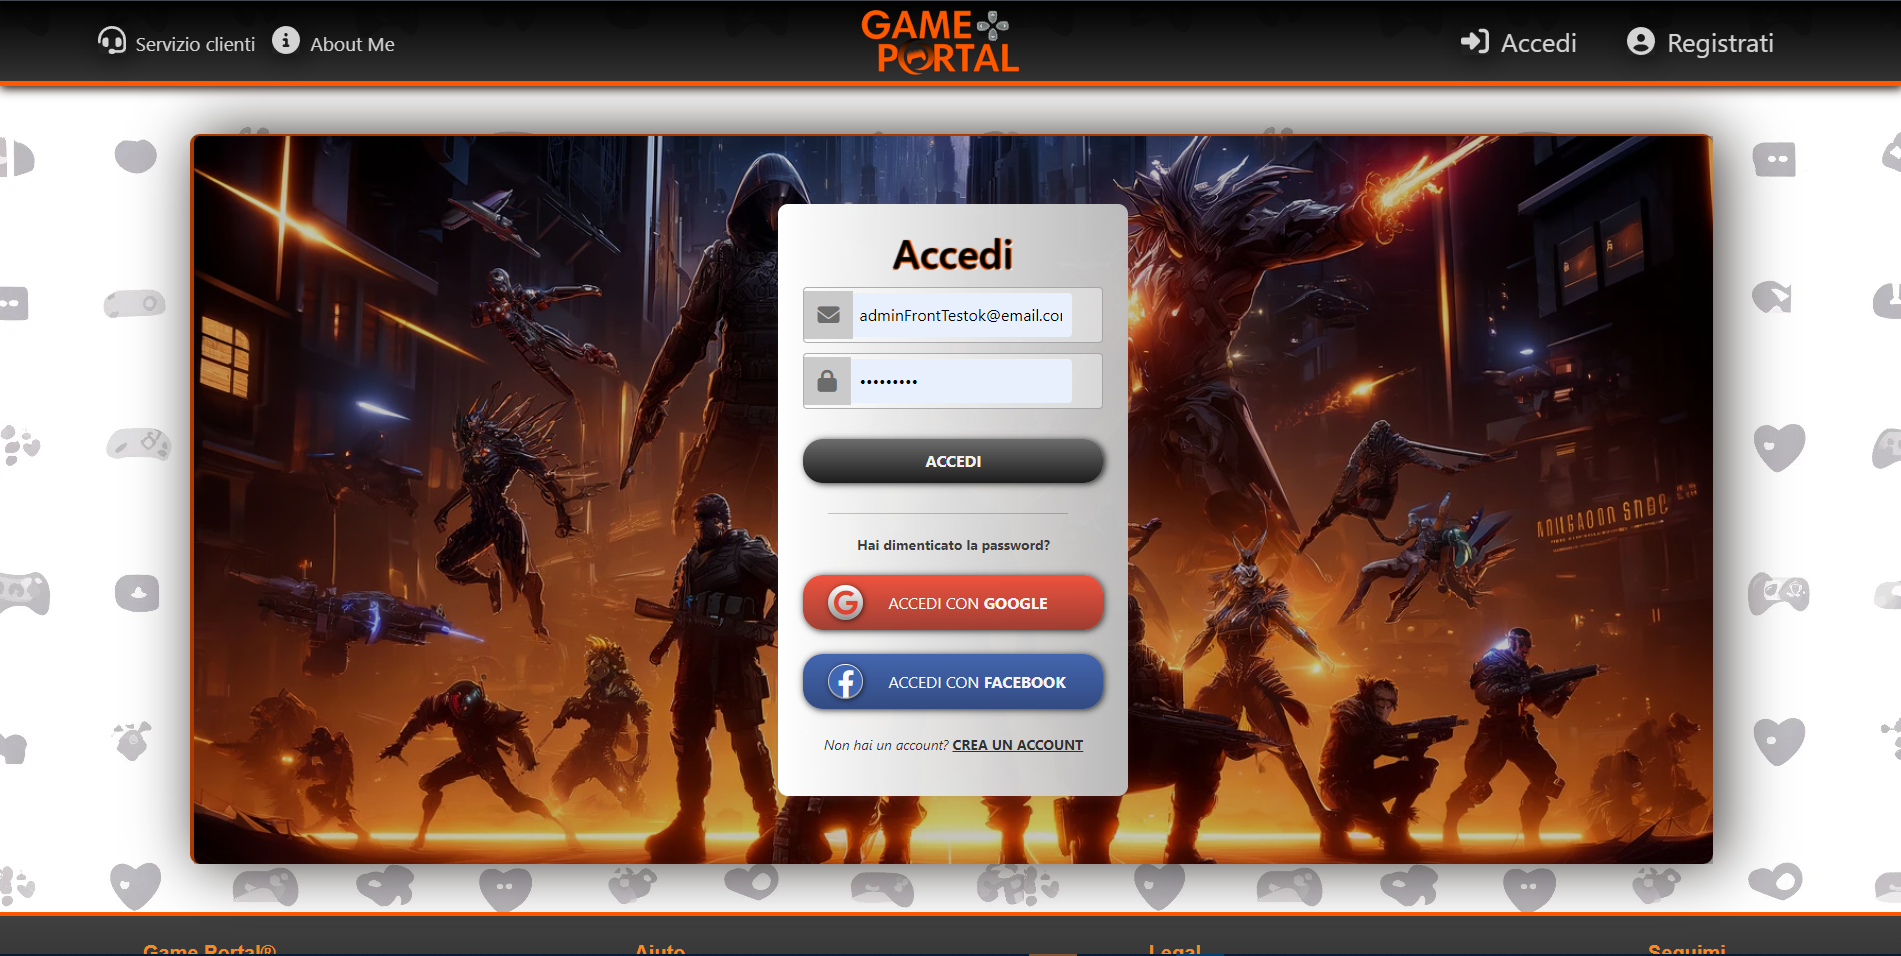 Servizio clienti
About Me
GAME
PORTAL
Accedi
Registrati
Accedi
adminFrontTestok@email.co
•••••••••
ACCEDI
Hai dimenticato la password?
ACCEDI CON GOOGLE
ACCEDI CON FACEBOOK
Non hai un account? CREA UN ACCOUNT
Game Portal®
Aiuto
Legal
Seguimi